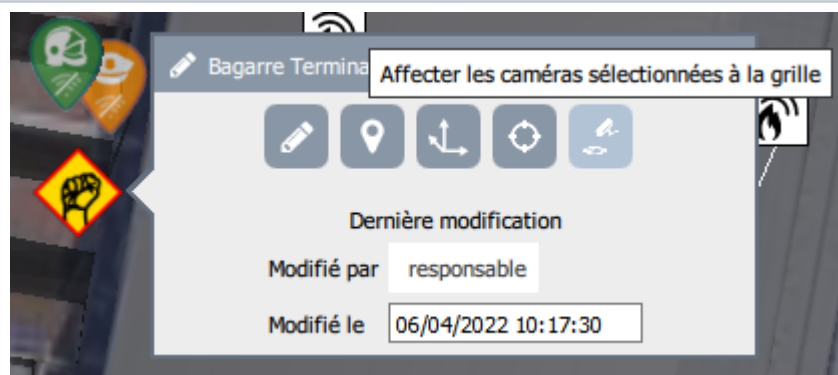 Bagarre Termina
Affecter les caméras sélectionnées à la grille
Dernière modification
Modifié par responsable
Modifié le 06/04/2022 10:17:30